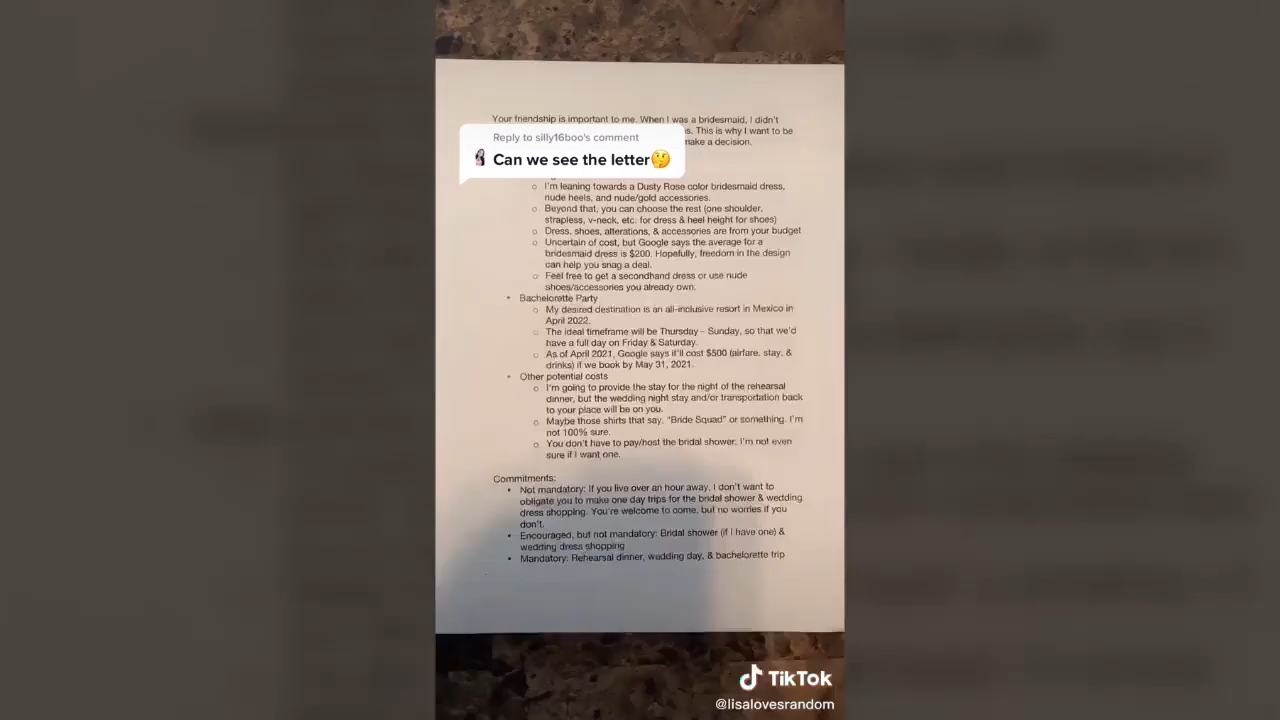 Your friendship is important to me. When I was a bridesmaid, I didn't
s. This is why I want to be
make a decision.
Reply to silly16boo's comment
Can we see the letter🤔
I'm leaning towards a Dusty Rose color bridesmaid dress,
nude heels, and nude/gold accessories.
Beyond that, you can choose the rest (one shoulder,
strapless, v-neck, etc. for dress & heel height for shoes)
Dress, shoes, alterations, & accessories are from your budget
Uncertain of cost, but Google says the average for a
bridesmaid dress is $200. Hopefully, freedom in the design
can help you snag a deal.
Feel free to get a secondhand dress or use nude
shoes/accessories you already own.
Bachelorette Party
My desired destination is an all-inclusive resort in Mexico in
April 2022.
The ideal timeframe will be Thursday – Sunday, so that we'd
have a full day on Friday & Saturday.
As of April 2021, Google says it'll cost $500 (airfare, stay, &
drinks) if we book by May 31, 2021.
Other potential costs
I'm going to provide the stay for the night of the rehearsal
dinner, but the wedding night stay and/or transportation back
to your place will be on you.
Maybe those shirts that say, "Bride Squad" or something. I'm
not 100% sure.
You don't have to pay/host the bridal shower; I'm not even
sure if I want one.
Commitments:
Not mandatory: If you live over an hour away, I don't want to
obligate you to make one day trips for the bridal shower & wedding
dress shopping. You're welcome to come, but no worries if you
don't.
Encouraged, but not mandatory: Bridal shower (if I have one) &
wedding dress shopping
Mandatory: Rehearsal dinner, wedding day, & bachelorette trip
TikTok
@lisalovesrandom